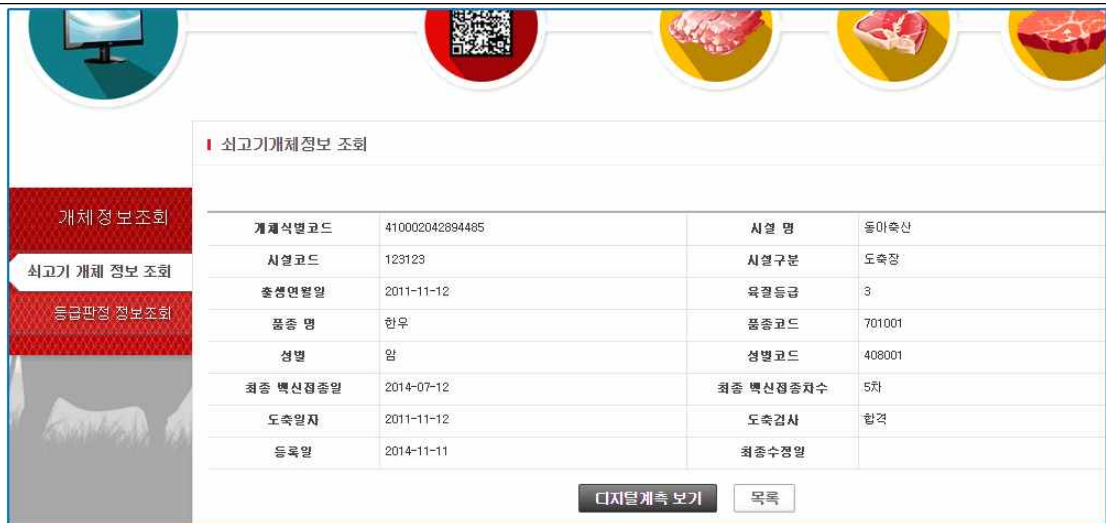 쇠고기개체정보 조회
개체정보조회
쇠고기 개체 정보 조회
등급판정 정보조회
개체식별코드 410002042894485 시설 명 동아축산
시설코드 123123 시설구분 도축장
출생연월일 2011-11-12 육질등급 3
품종 명 한우 품종코드 701001
성별 암 성별코드 408001
최종 백신접종일 2014-07-12 최종 백신접종차수 5차
도축일자 2011-11-12 도축검사 합격
등록일 2014-11-11 최종수정일
디지털계측 보기 목록